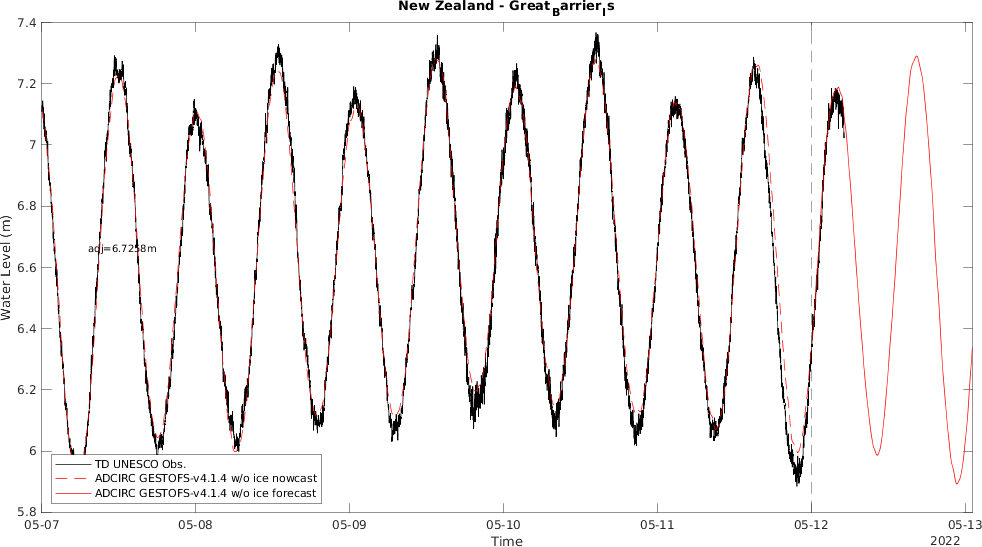 New Zealand - Great_Barrier_Is
7.4
7.2
7
6.8
6.6
6.4
6.2
6
5.8
Water Level (m)
adj=6.7258m
TD UNESCO Obs.
ADCIRC GESTOFS-v4.1.4 w/o ice nowcast
ADCIRC GESTOFS-v4.1.4 w/o ice forecast
05-07 05-08 05-09 05-10 05-11 05-12 05-13
Time
2022